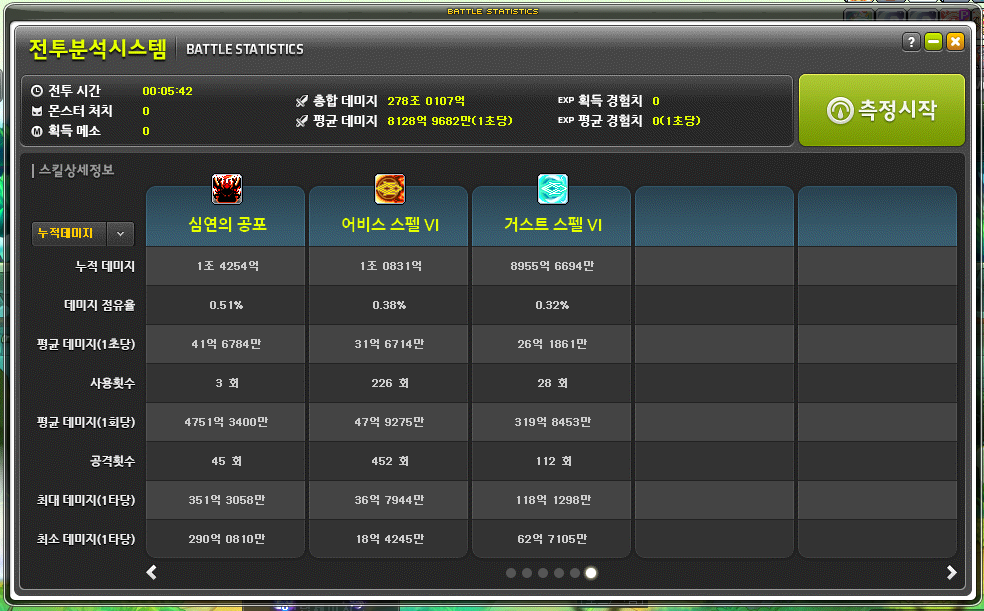 BATTLE STATISTICS
전투분석시스템 BATTLE STATISTICS
? 
전투 시간 00:05:42
몬스터 처치 0
M 획득 메소 0
총합 데미지 278조 0107억
평균 데미지 8128억 9682만(1초당)
EXP 획득 경험치 0
EXP 평균 경험치 0(1초당)
측정시작
스킬상세정보
심연의 공포 어비스 스펠 VI 거스트 스펠 VI
누적데미지
누적 데미지 1조 4254억 1조 0831억 8955억 6694만
데미지 점유율 0.51% 0.38% 0.32%
평균 데미지(1초당) 41억 6784만 31억 6714만 26억 1861만
사용횟수 3 회 226 회 28 회
평균 데미지(1회당) 4751억 3400만 47억 9275만 319억 8453만
공격횟수 45 회 452 회 112 회
최대 데미지(1타당) 351억 3058만 36억 7944만 118억 1298만
최소 데미지(1타당) 290억 0810만 18억 4245만 62억 7105만